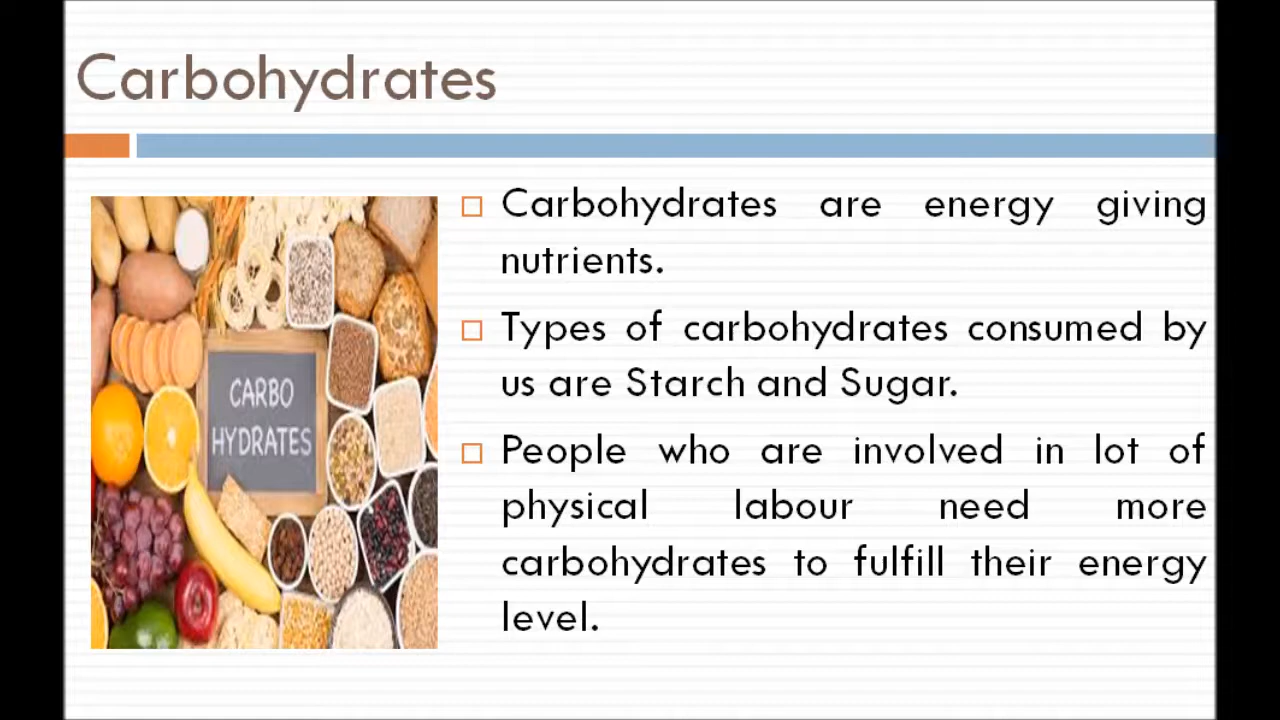 Carbohydrates
CARBO
HYDRATES
Carbohydrates are energy giving
nutrients.
Types of carbohydrates consumed by
us are Starch and Sugar.
People who are involved in lot of
physical labour need more
carbohydrates to fulfill their energy
level.